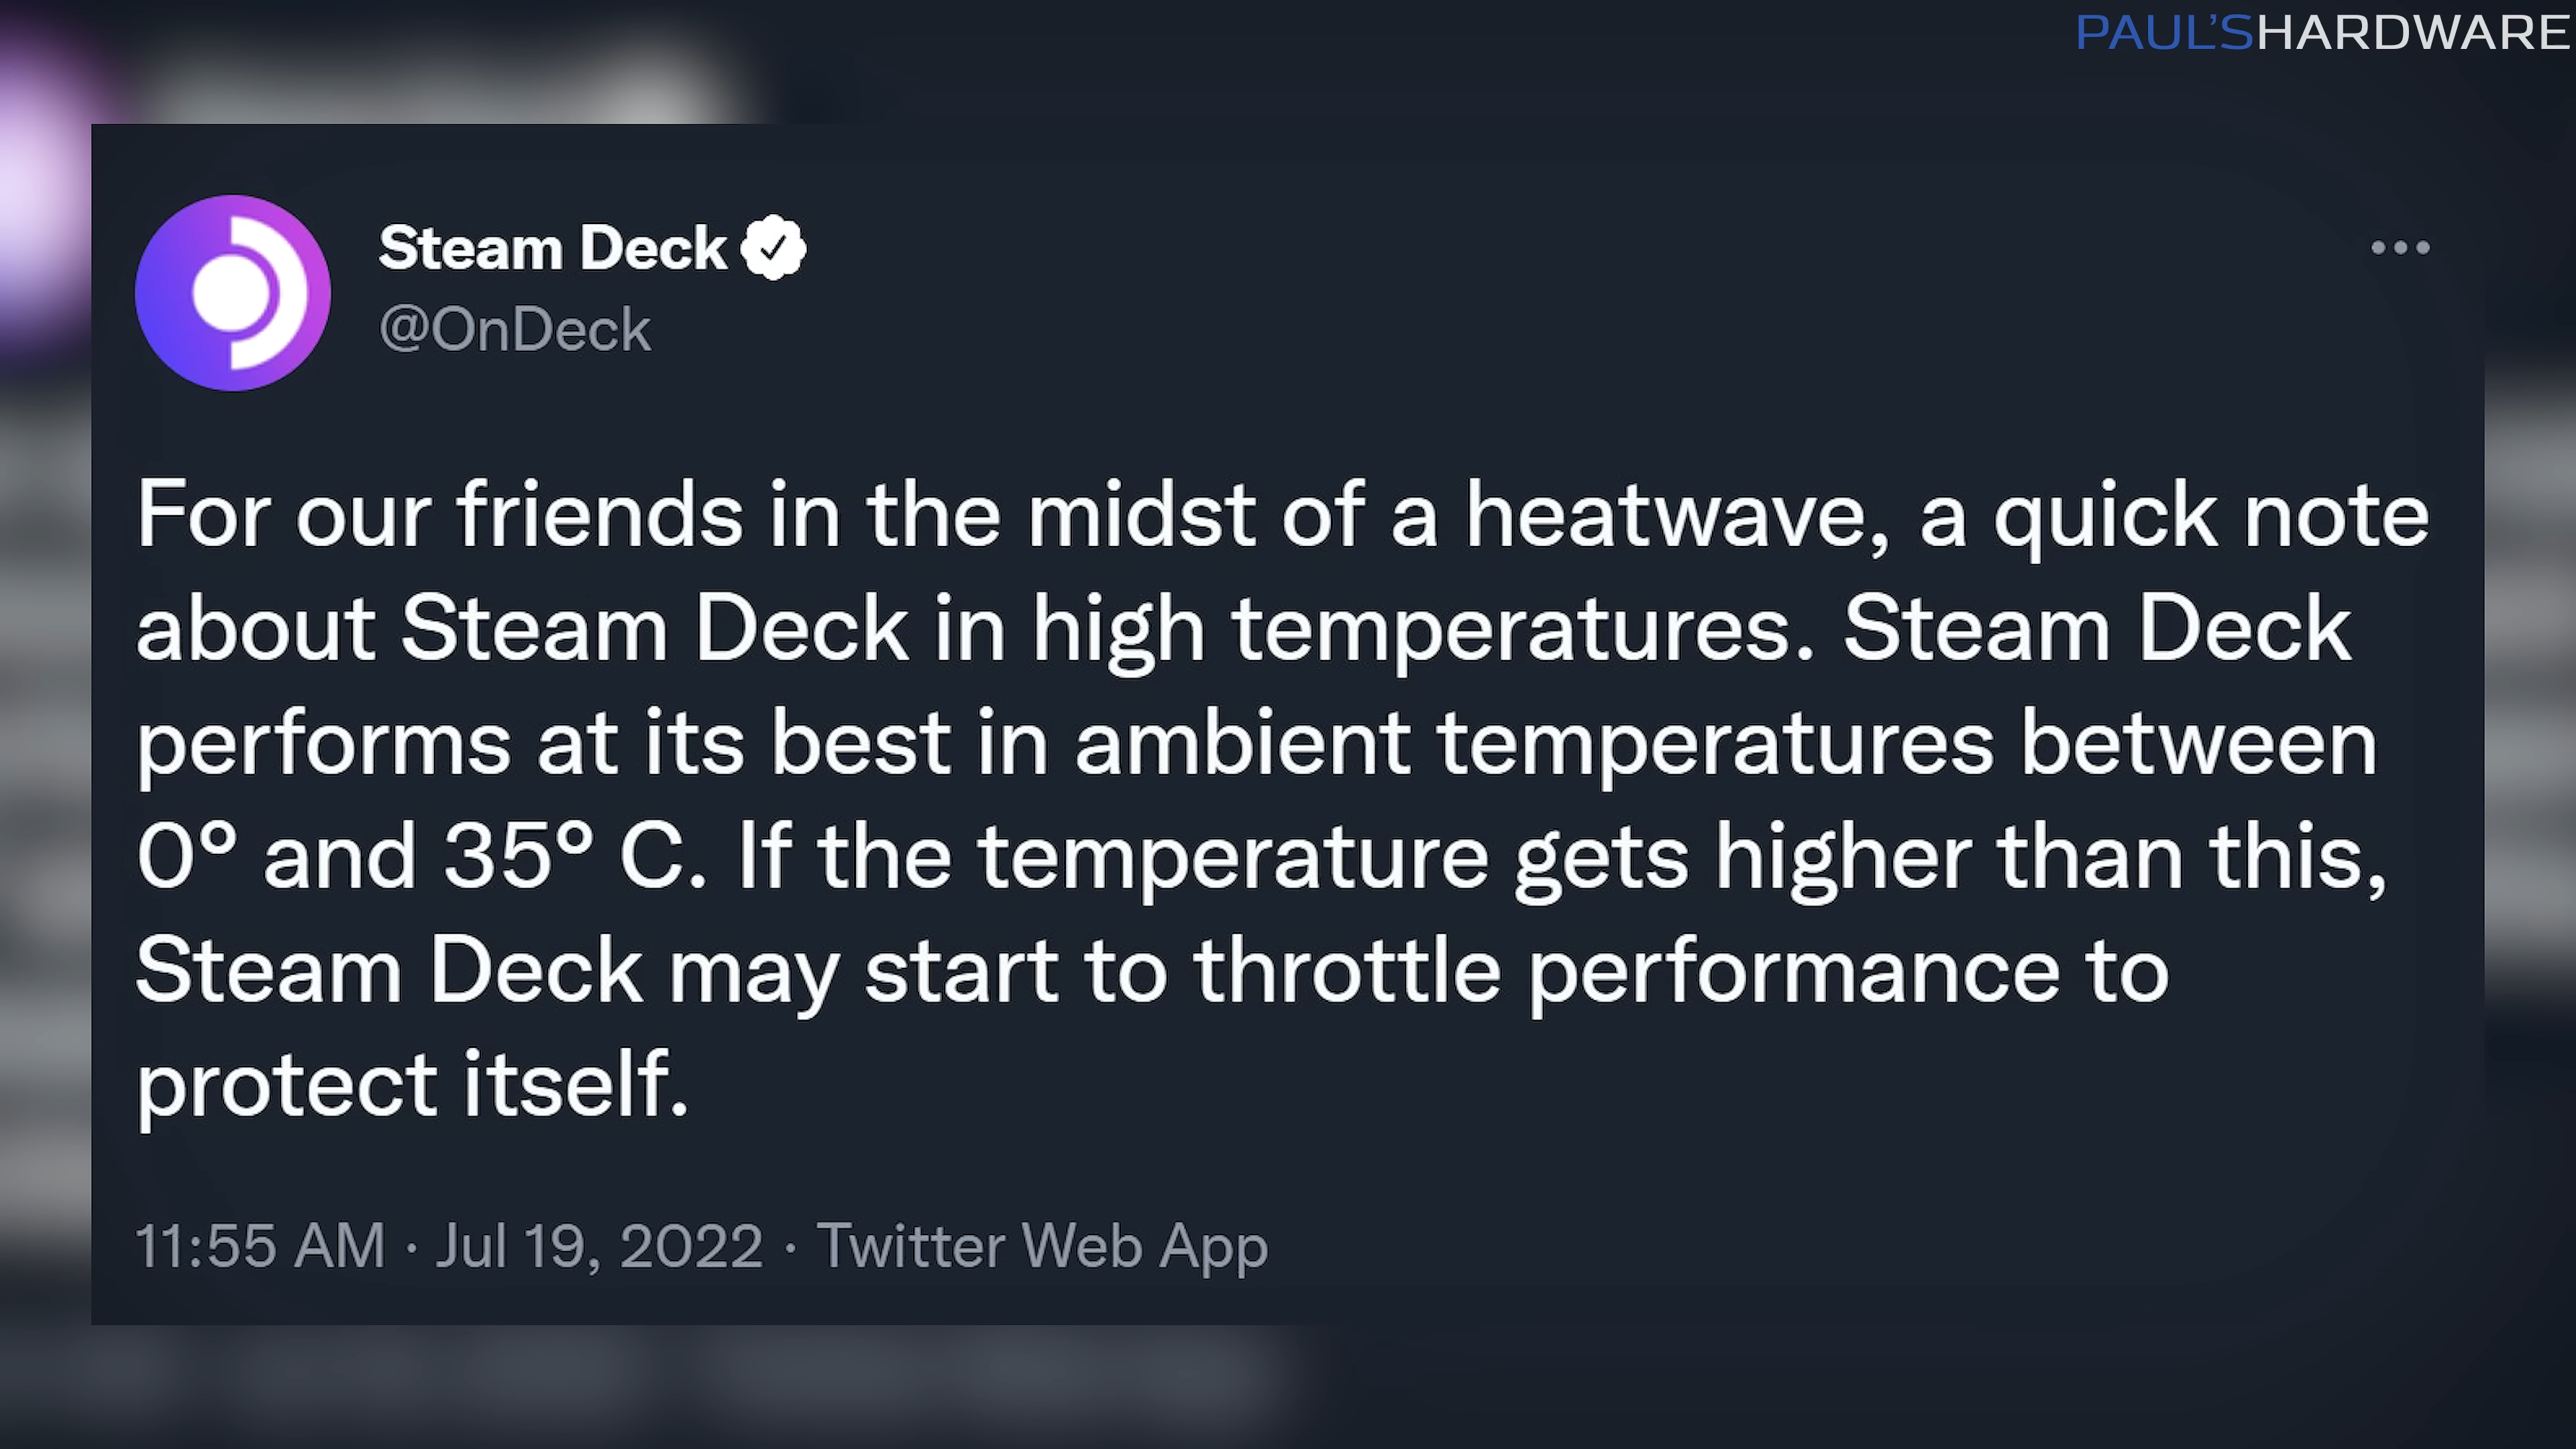 PAUL'SHARDWARE
Steam Deck
@OnDeck
For our friends in the midst of a heatwave, a quick note
about Steam Deck in high temperatures. Steam Deck
performs at its best in ambient temperatures between
0° and 35° C. If the temperature gets higher than this,
Steam Deck may start to throttle performance to
protect itself.
11:55 AM · Jul 19, 2022 · Twitter Web App